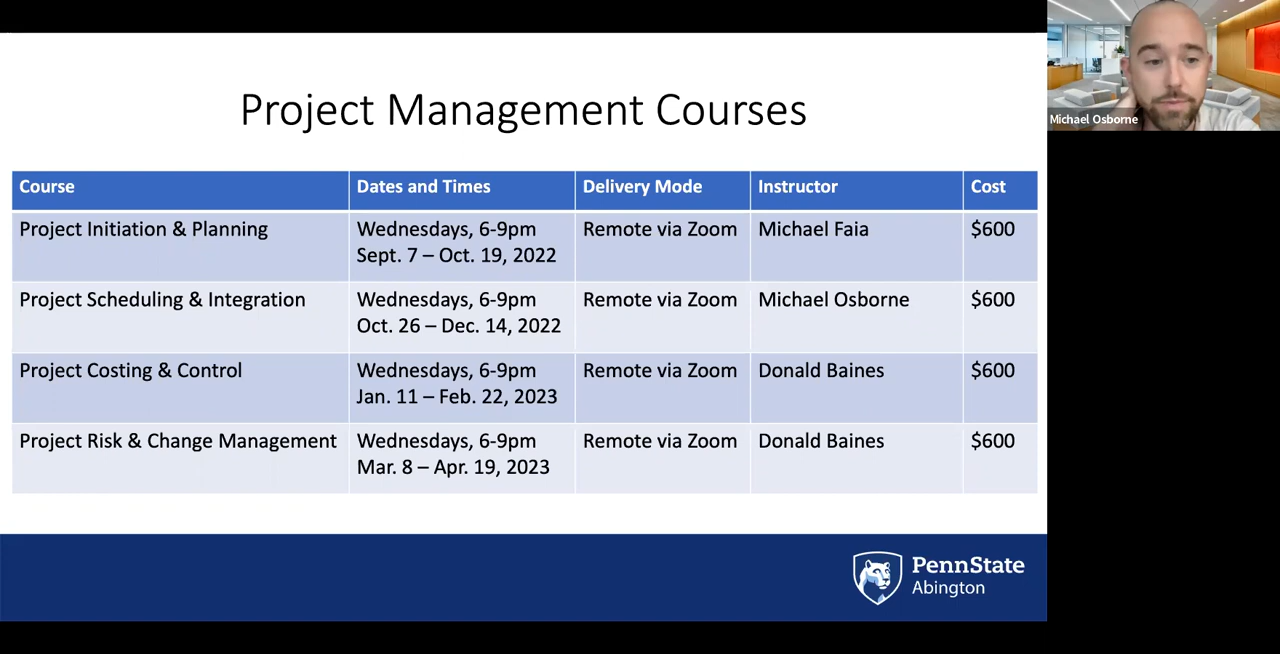 Project Management Courses
Michael Osborne
Course Dates and Times Delivery Mode Instructor Cost
Project Initiation & Planning Wednesdays, 6-9pm Remote via Zoom Michael Faia $600
Sept. 7 – Oct. 19, 2022
Project Scheduling & Integration Wednesdays, 6-9pm Remote via Zoom Michael Osborne $600
Oct. 26 – Dec. 14, 2022
Project Costing & Control Wednesdays, 6-9pm Remote via Zoom Donald Baines $600
Jan. 11 – Feb. 22, 2023
Project Risk & Change Management Wednesdays, 6-9pm Remote via Zoom Donald Baines $600
Mar. 8 – Apr. 19, 2023
PennState
Abington